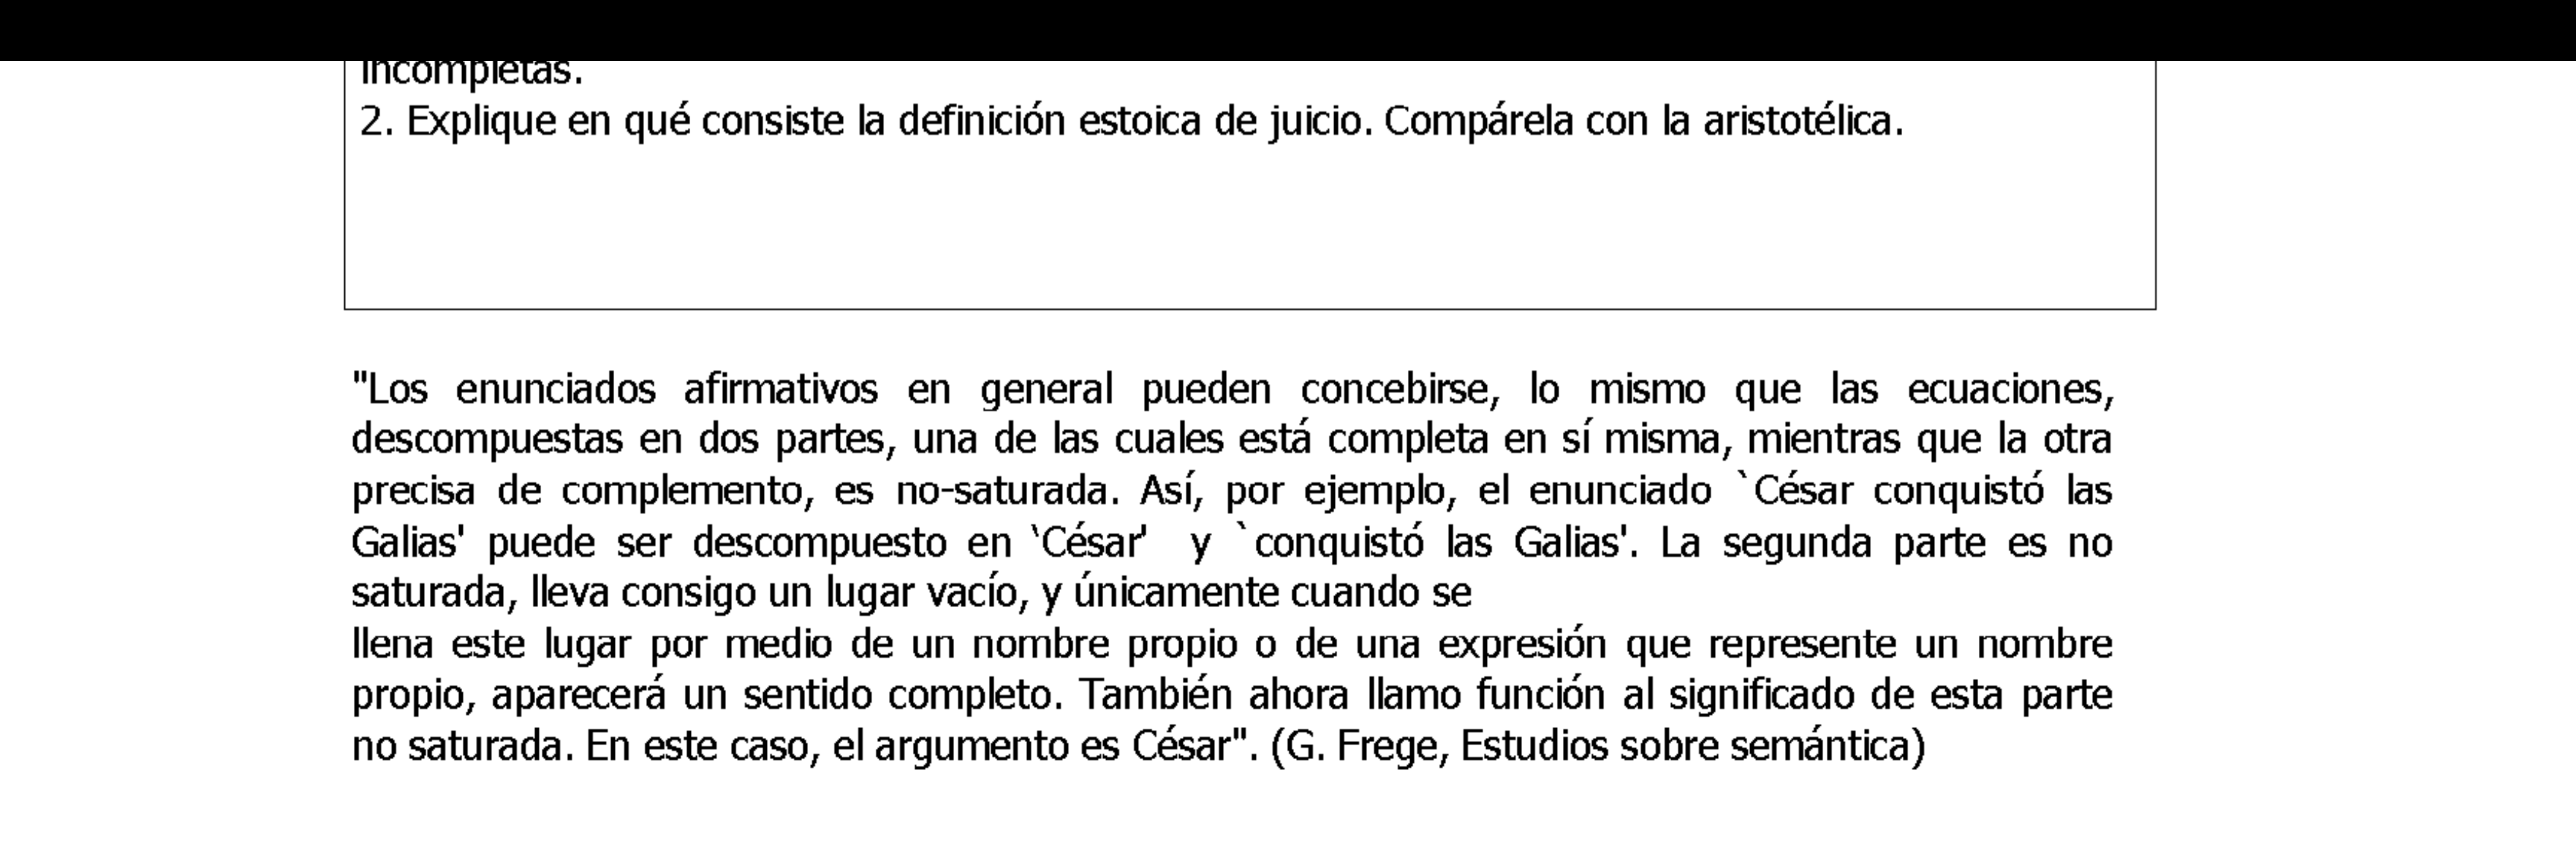 incompletas.
2. Explique en qué consiste la definición estoica de juicio. Compárela con la aristotélica.
"Los enunciados afirmativos en general pueden concebirse, lo mismo que las ecuaciones,
descompuestas en dos partes, una de las cuales está completa en sí misma, mientras que la otra
precisa de complemento, es no-saturada. Así, por ejemplo, el enunciado `César conquistó las
Galias' puede ser descompuesto en 'César' y `conquistó las Galias'. La segunda parte es no
saturada, lleva consigo un lugar vacío, y únicamente cuando se
llena este lugar por medio de un nombre propio o de una expresión que represente un nombre
propio, aparecerá un sentido completo. También ahora llamo función al significado de esta parte
no saturada. En este caso, el argumento es César". (G. Frege, Estudios sobre semántica)